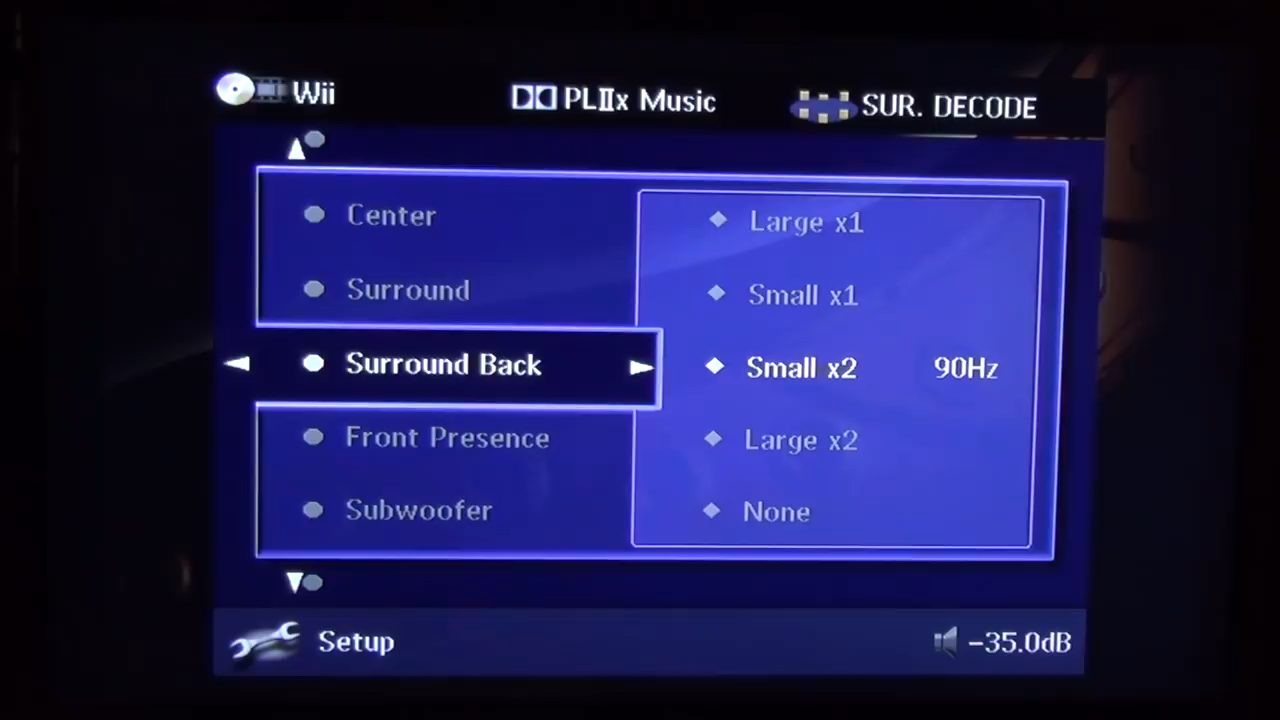 Wii
PLIIx Music
SUR. DECODE
Center
Surround
Surround Back
Front Presence
Subwoofer
Large x1
Small x1
Small x2 90Hz
Large x2
None
Setup
-35.0dB